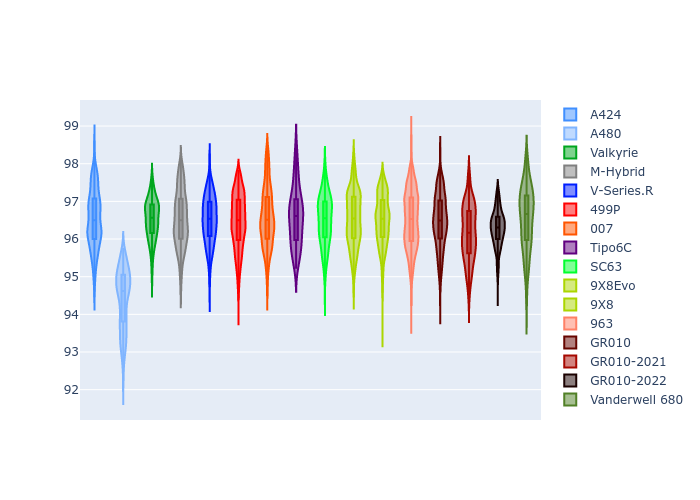 99
98
97
96
95
94
93
92
A424
A480
Valkyrie
M-Hybrid
V-Series.R
499P
007
Tipo6C
SC63
9X8Evo
9X8
963
GR010
GR010-2021
GR010-2022
Vanderwell 680